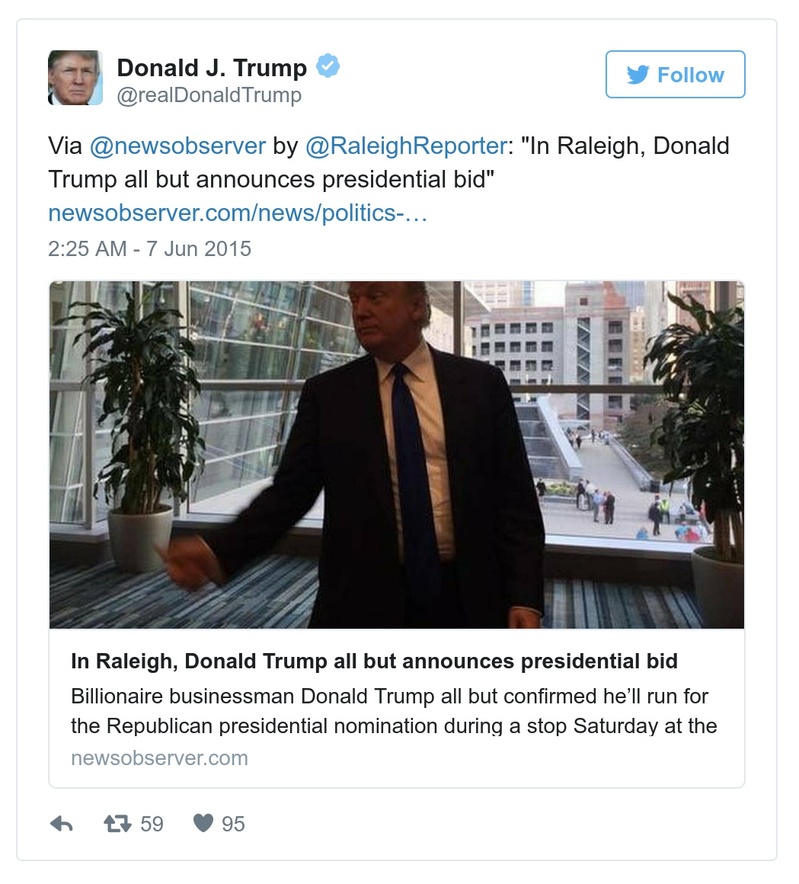 Donald J. Trump
@realDonaldTrump
Follow
Via @newsobserver by @RaleighReporter: "In Raleigh, Donald
Trump all but announces presidential bid"
newsobserver.com/news/politics-…
2:25 AM - 7 Jun 2015
In Raleigh, Donald Trump all but announces presidential bid
Billionaire businessman Donald Trump all but confirmed he’ll run for
the Republican presidential nomination during a stop Saturday at the
newsobserver.com
59 95